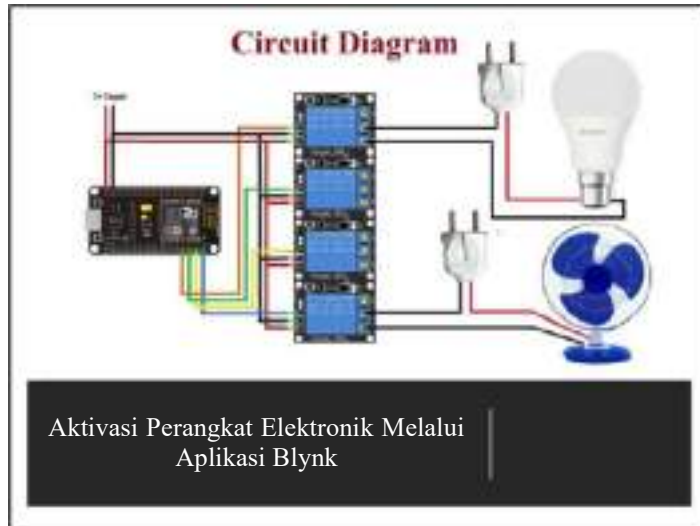 Circuit Diagram
Aktivasi Perangkat Elektronik Melalui
Aplikasi Blynk